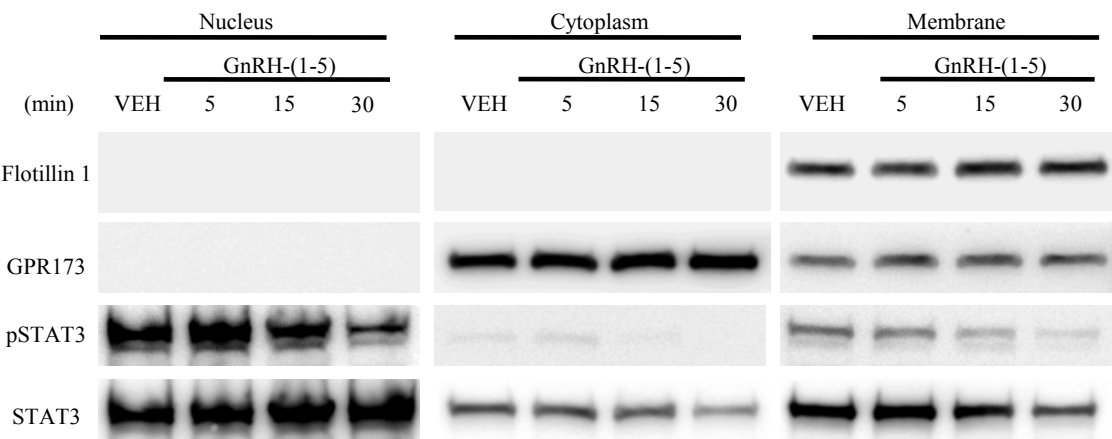 Nucleus Cytoplasm Membrane
GnRH-(1-5) GnRH-(1-5) GnRH-(1-5)
(min) VEH 5 15 30 VEH 5 15 30 VEH 5 15 30
Flotillin 1
GPR173
pSTAT3
STAT3